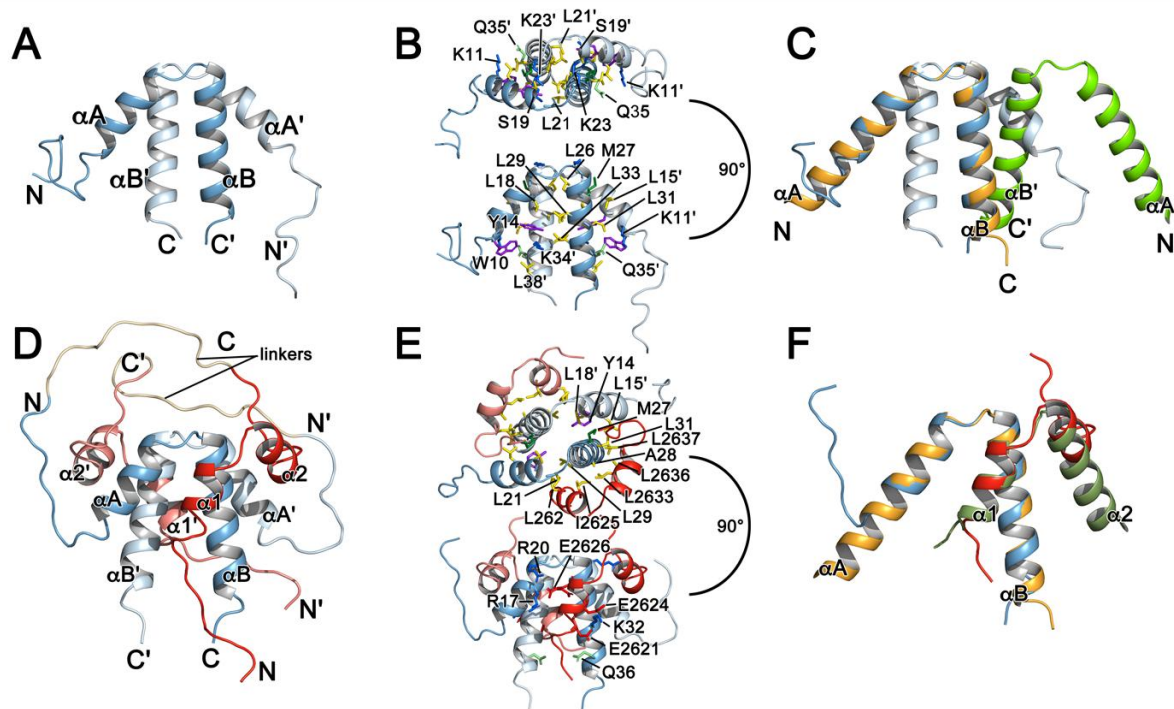 A
αA
αA'
N
αB'
αB
C
C'
N'
B
Q35'
K23'
L21'
S19'
K11
K11'
S19
L21
K23
Q35
L26
M27
L29
L33
L18
L15'
L31
Y14
K11'
W10
K34'
Q35'
L38'
90°
C
αA
N
αB'
αB
C'
C
αA
N
D
C
linkers
C'
N
N'
α2'
α2
αA
α1
α1'
αA'
αB'
αB
N'
C'
C
N
E
Y14
L18'
L15'
M27
L31
L2637
A28
L2636
L21
L2633
L262
I2625
L29
R20
E2626
R17
E2624
K32
E2621
Q36
90°
F
α1
α2
αA
αB